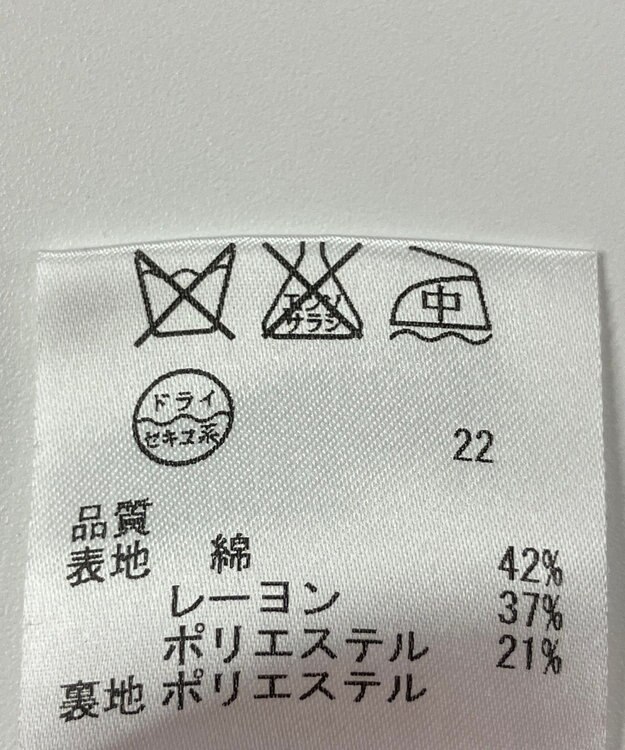 エンソ
サラシ
中
ドライ
セキユ系
22
品質
表地 綿 42%
レーヨン 37%
ポリエステル 21%
裏地 ポリエステル